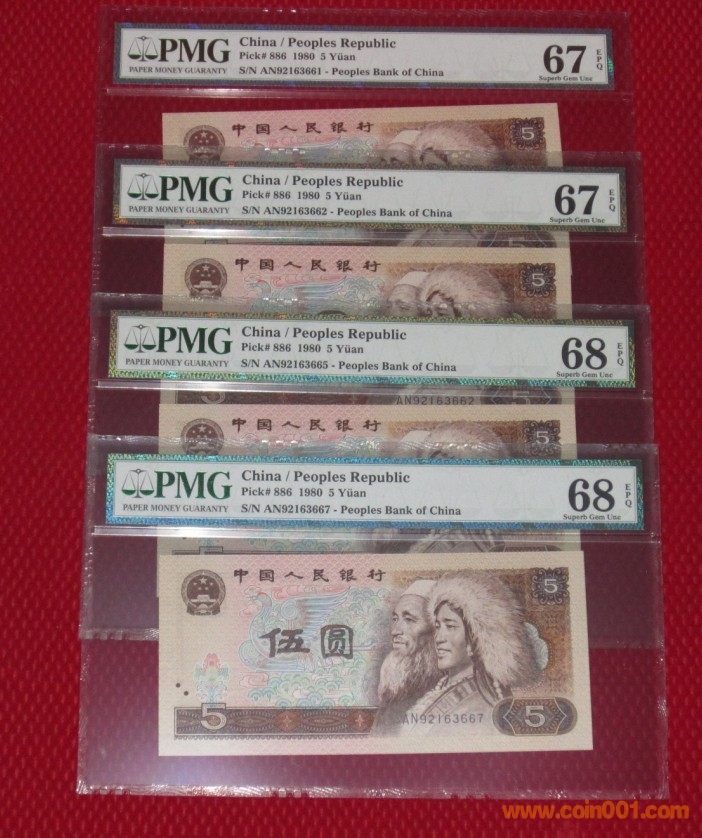 PMG
PAPER MONEY GUARANTY
China / Peoples Republic
Pick# 886 1980 5 Yüan
S/N AN92163661 - Peoples Bank of China
67 EPQ
Superb Gem Unc
中国人民银行
5
PMG
PAPER MONEY GUARANTY
China / Peoples Republic
Pick# 886 1980 5 Yüan
S/N AN92163662 - Peoples Bank of China
67 EPQ
Superb Gem Unc
5
中国人民银行
5
PMG
PAPER MONEY GUARANTY
China / Peoples Republic
Pick# 886 1980 5 Yüan
S/N AN92163665 - Peoples Bank of China
68 EPQ
Superb Gem Unc
5 AN92163662 5
中国人民银行
5
PMG
PAPER MONEY GUARANTY
China / Peoples Republic
Pick# 886 1980 5 Yüan
S/N AN92163667 - Peoples Bank of China
68 EPQ
Superb Gem Unc
中国人民银行
5
伍圆
5 AN92163667 5
www.coin001.com